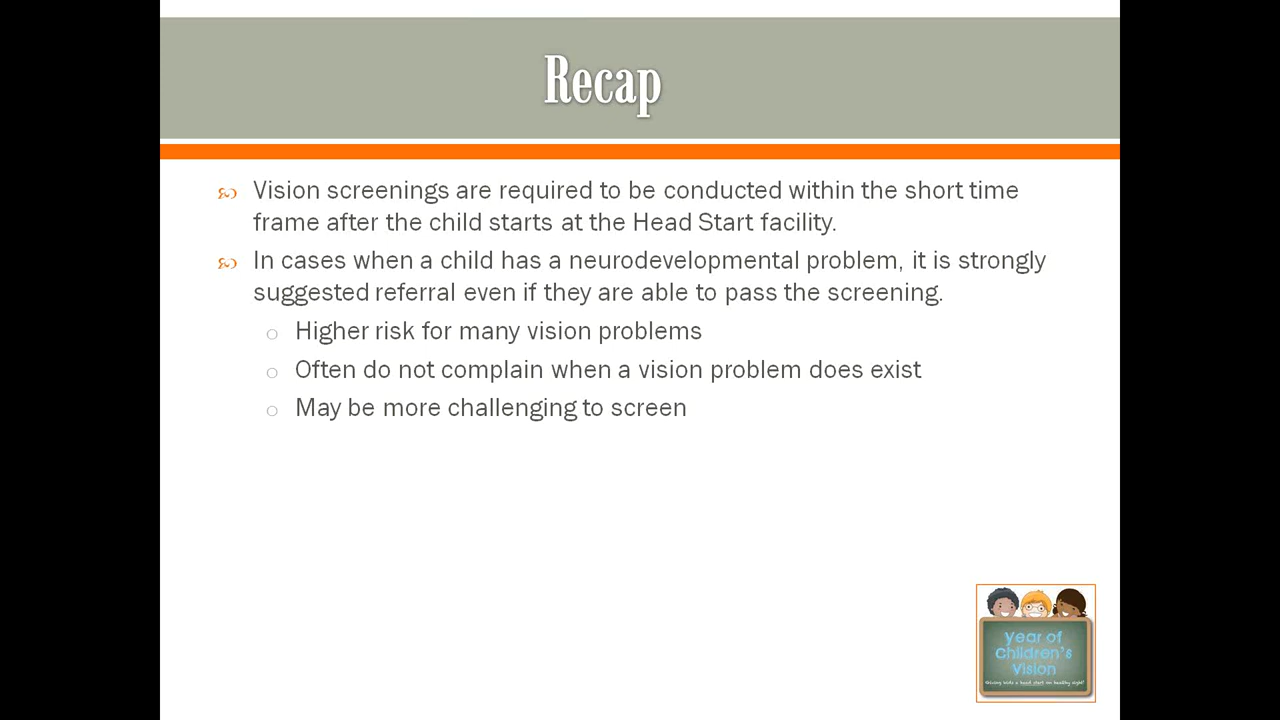 Recap
Vision screenings are required to be conducted within the short time
frame after the child starts at the Head Start facility.
In cases when a child has a neurodevelopmental problem, it is strongly
suggested referral even if they are able to pass the screening.
Higher risk for many vision problems
Often do not complain when a vision problem does exist
May be more challenging to screen
Year of
Children's
Vision